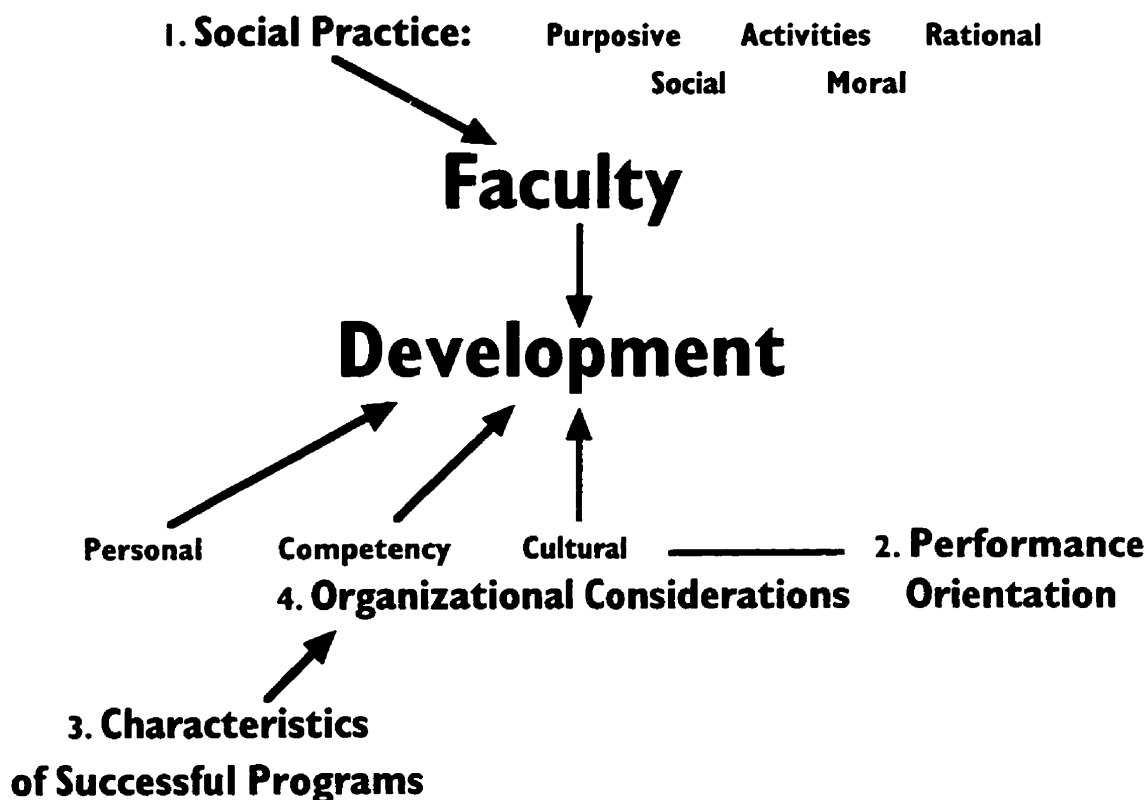 1. Social Practice: Purposive Activities Rational
Social Moral
Faculty
Development
Personal Competency Cultural 2. Performance
4. Organizational Considerations Orientation
3. Characteristics
of Successful Programs